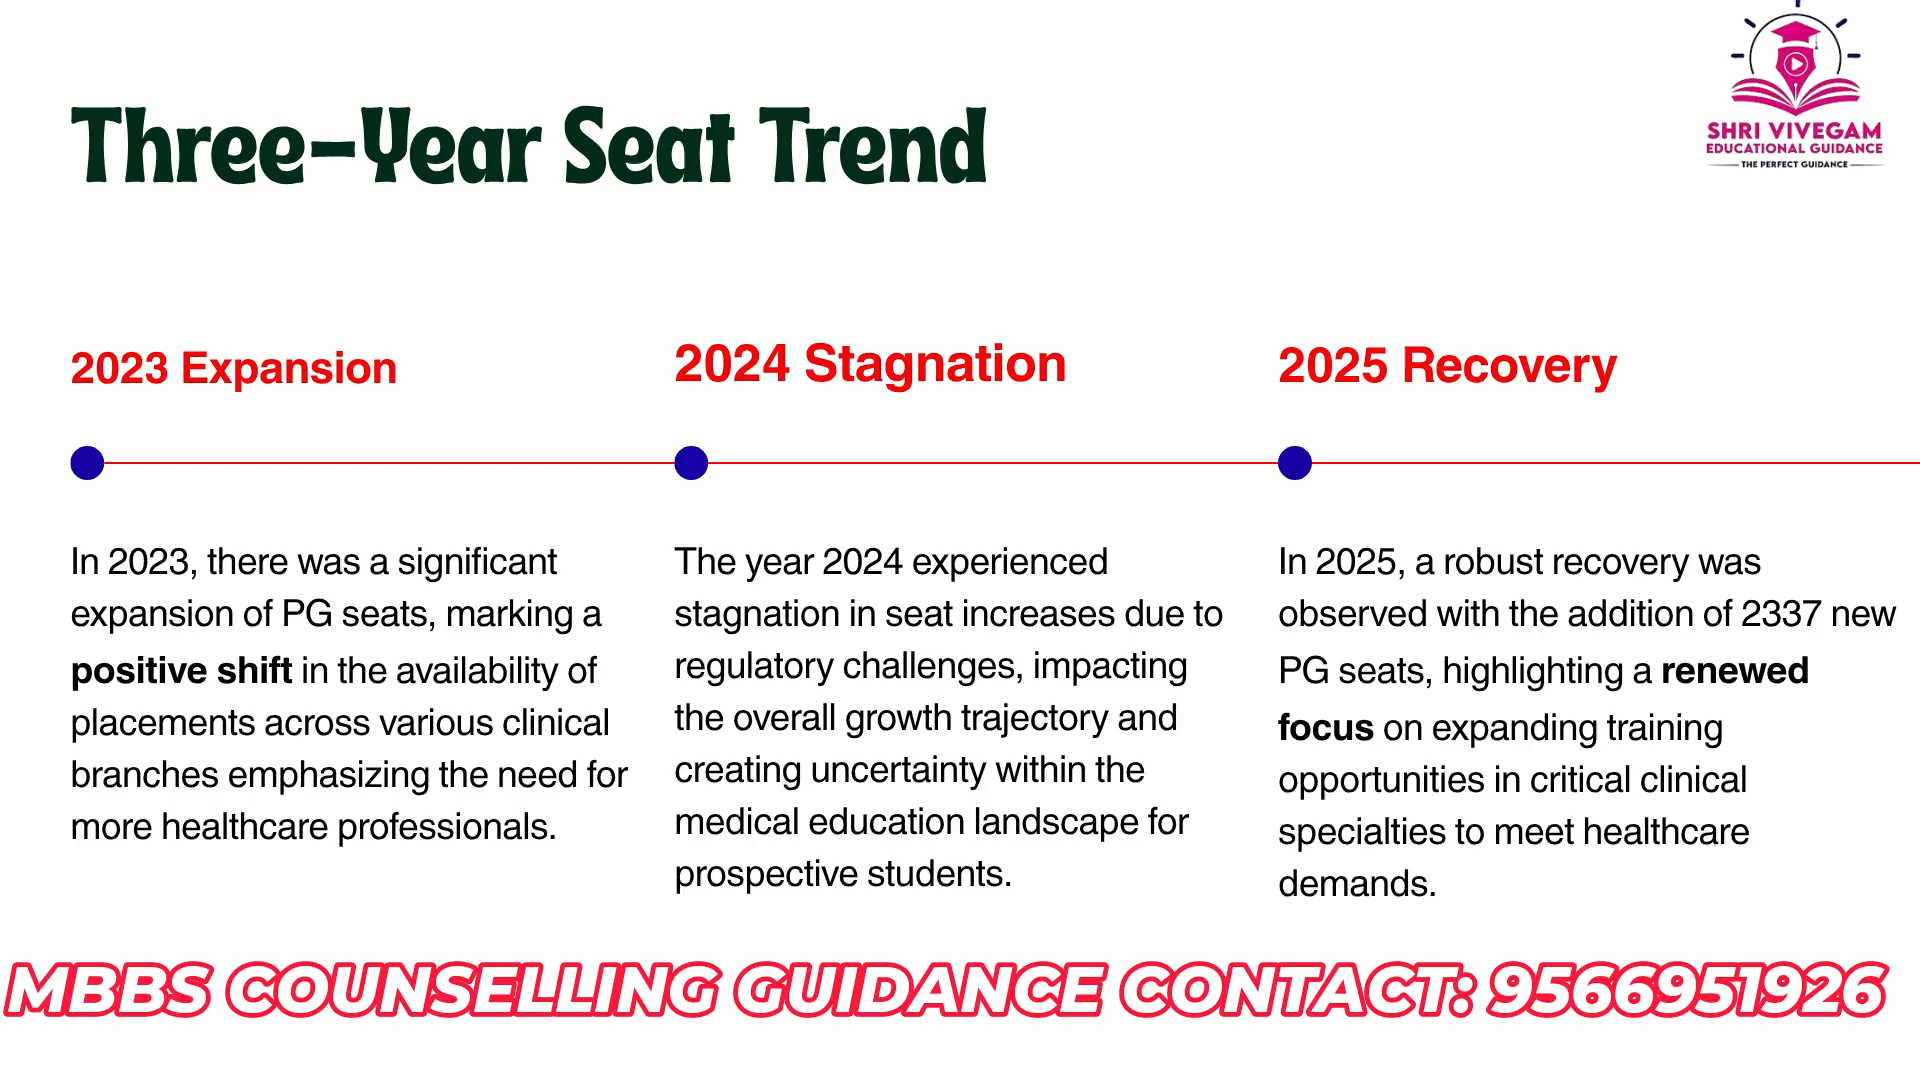 SHRI VIVEGAM
EDUCATIONAL GUIDANCE
THE PERFECT GUIDANCE
Three-Year Seat Trend
2023 Expansion
In 2023, there was a significant
expansion of PG seats, marking a
positive shift in the availability of
placements across various clinical
branches emphasizing the need for
more healthcare professionals.
2024 Stagnation
The year 2024 experienced
stagnation in seat increases due to
regulatory challenges, impacting
the overall growth trajectory and
creating uncertainty within the
medical education landscape for
prospective students.
2025 Recovery
In 2025, a robust recovery was
observed with the addition of 2337 new
PG seats, highlighting a renewed
focus on expanding training
opportunities in critical clinical
specialties to meet healthcare
demands.
MBBS COUNSELLING GUIDANCE CONTACT: 9566951926